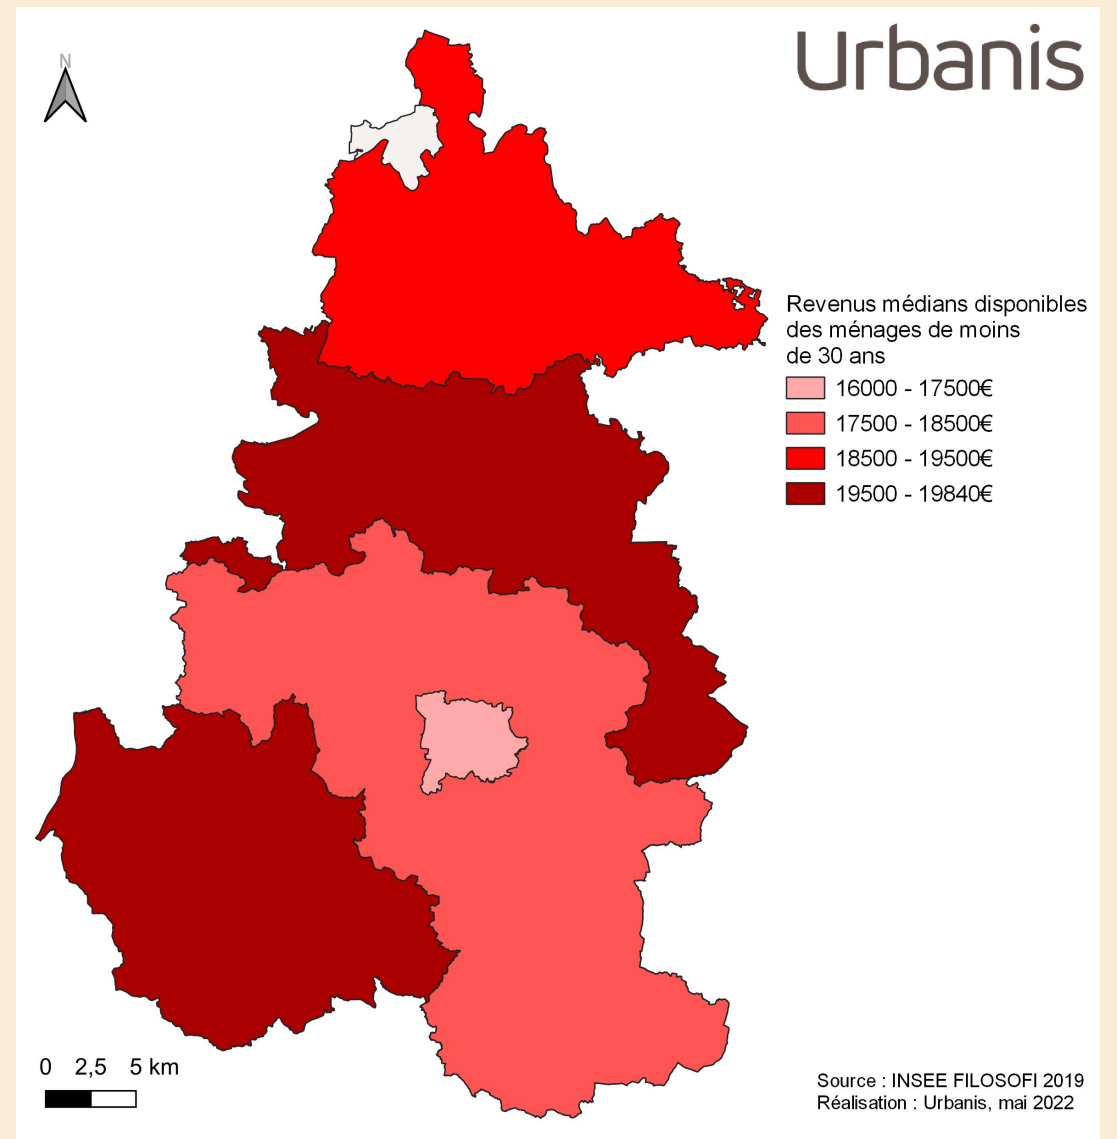 Urbanis
N
Revenus médians disponibles
des ménages de moins
de 30 ans
16000 - 17500€
17500 - 18500€
18500 - 19500€
19500 - 19840€
0 2,5 5 km
Source : INSEE FILOSOFI 2019
Réalisation : Urbanis, mai 2022